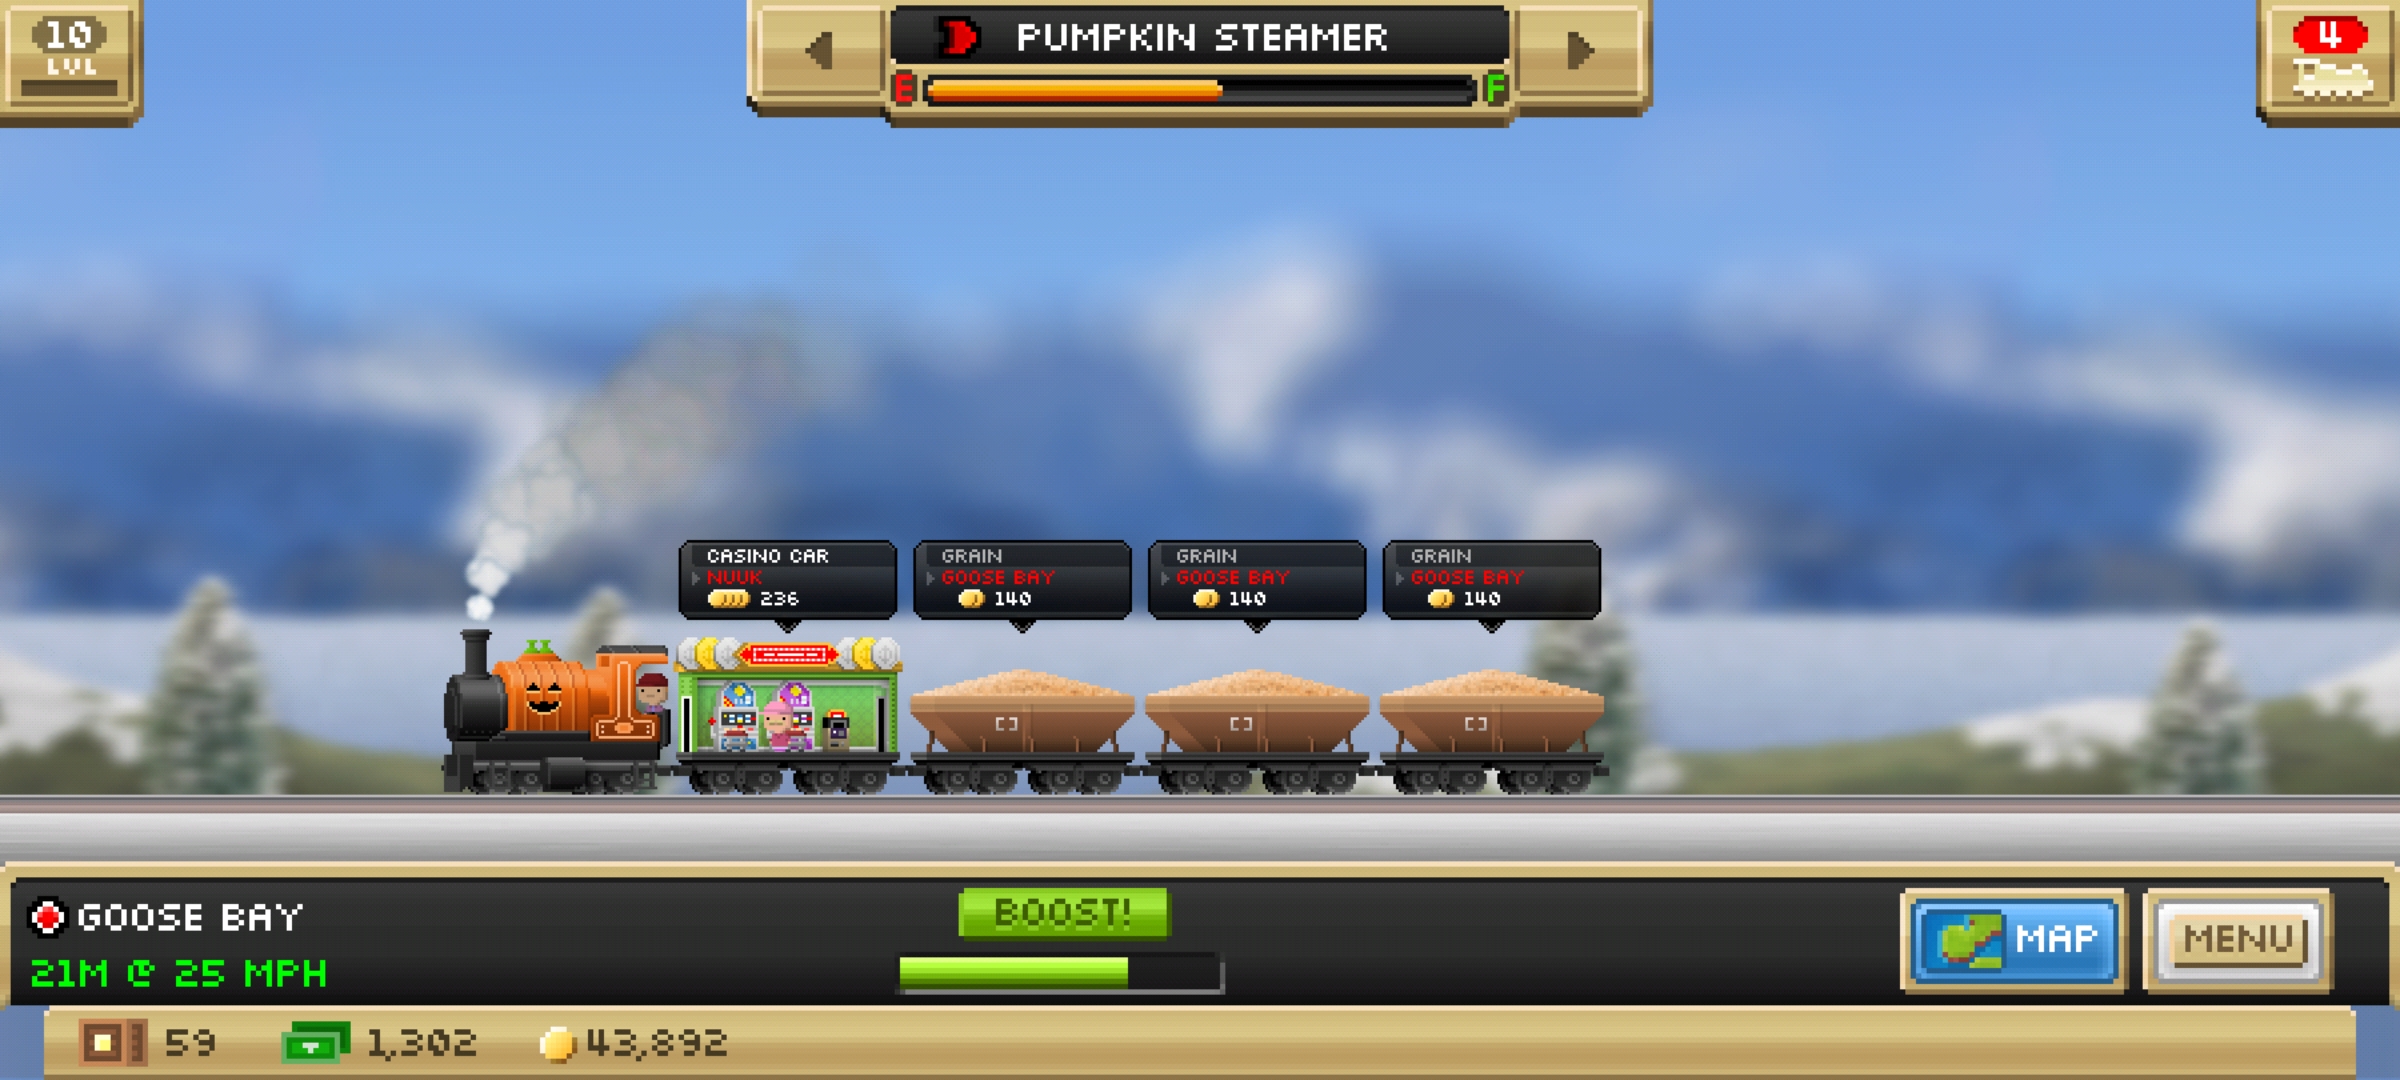 10
LVL
PUMPKIN STEAMER
E F
4
CASINO CAR
NUUK
236
GRAIN
GOOSE BAY
140
GRAIN
GOOSE BAY
140
GRAIN
GOOSE BAY
140
GOOSE BAY
21M @ 25 MPH
BOOST!
MAP
MENU
59
1,302
43,892